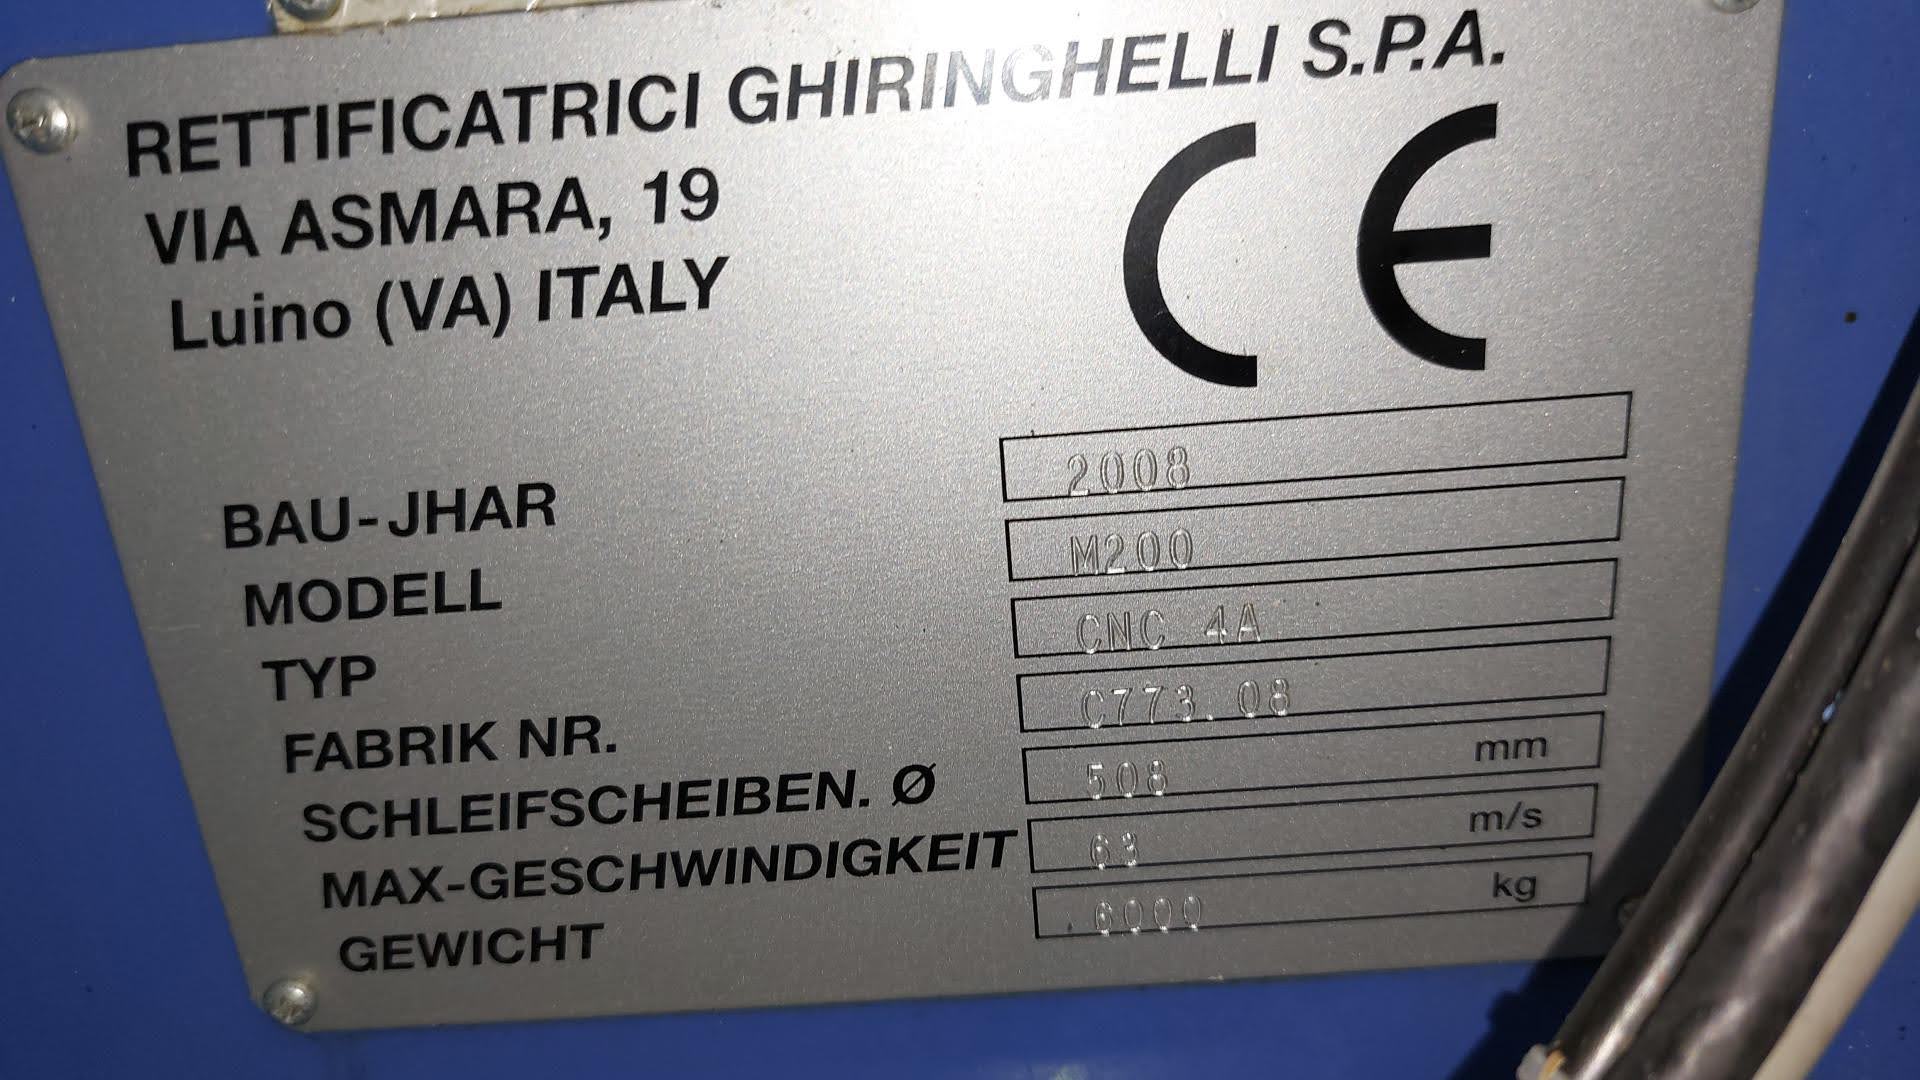 RETTIFICATRICI GHIRINGHELLI S.P.A.
VIA ASMARA, 19
Luino (VA) ITALY
CE
BAU-JHAR 2008
MODELL M200
TYP CNC 4A
FABRIK NR. C773.08
SCHLEIFSCHEIBEN. Ø 508 mm
MAX-GESCHWINDIGKEIT 63 m/s
GEWICHT 6000 kg